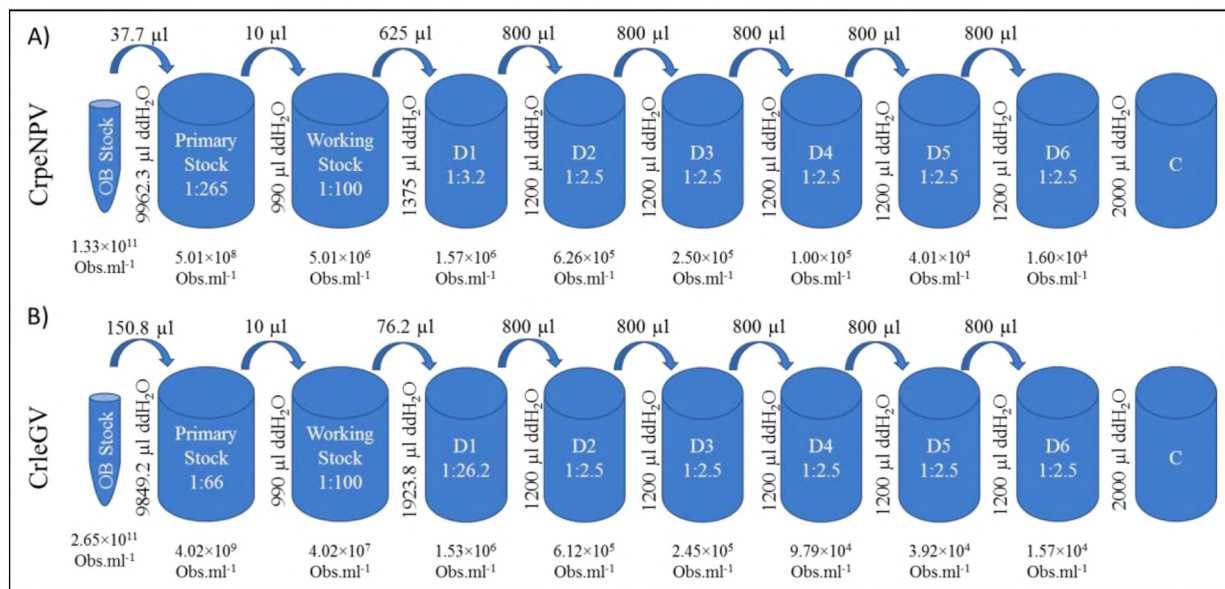 A)
37.7 µl
10 µl
625 µl
800 µl
800 µl
800 µl
800 µl
800 µl
CrpeNPV
OB Stock
9962.3 µl ddH₂O
Primary
Stock
1:265
990 µl ddH₂O
Working
Stock
1:100
1375 µl ddH₂O
D1
1:3.2
1200 µl ddH₂O
D2
1:2.5
1200 µl ddH₂O
D3
1:2.5
1200 µl ddH₂O
D4
1:2.5
1200 µl ddH₂O
D5
1:2.5
1200 µl ddH₂O
D6
1:2.5
2000 µl ddH₂O
C
1.33×10¹¹
Obs.ml⁻¹
5.01×10⁸
Obs.ml⁻¹
5.01×10⁶
Obs.ml⁻¹
1.57×10⁶
Obs.ml⁻¹
6.26×10⁵
Obs.ml⁻¹
2.50×10⁵
Obs.ml⁻¹
1.00×10⁵
Obs.ml⁻¹
4.01×10⁴
Obs.ml⁻¹
1.60×10⁴
Obs.ml⁻¹
B)
150.8 µl
10 µl
76.2 µl
800 µl
800 µl
800 µl
800 µl
800 µl
CrleGV
OB Stock
9849.2 µl ddH₂O
Primary
Stock
1:66
990 µl ddH₂O
Working
Stock
1:100
1923.8 µl ddH₂O
D1
1:26.2
1200 µl ddH₂O
D2
1:2.5
1200 µl ddH₂O
D3
1:2.5
1200 µl ddH₂O
D4
1:2.5
1200 µl ddH₂O
D5
1:2.5
1200 µl ddH₂O
D6
1:2.5
2000 µl ddH₂O
C
2.65×10¹¹
Obs.ml⁻¹
4.02×10⁹
Obs.ml⁻¹
4.02×10⁷
Obs.ml⁻¹
1.53×10⁶
Obs.ml⁻¹
6.12×10⁵
Obs.ml⁻¹
2.45×10⁵
Obs.ml⁻¹
9.79×10⁴
Obs.ml⁻¹
3.92×10⁴
Obs.ml⁻¹
1.57×10⁴
Obs.ml⁻¹